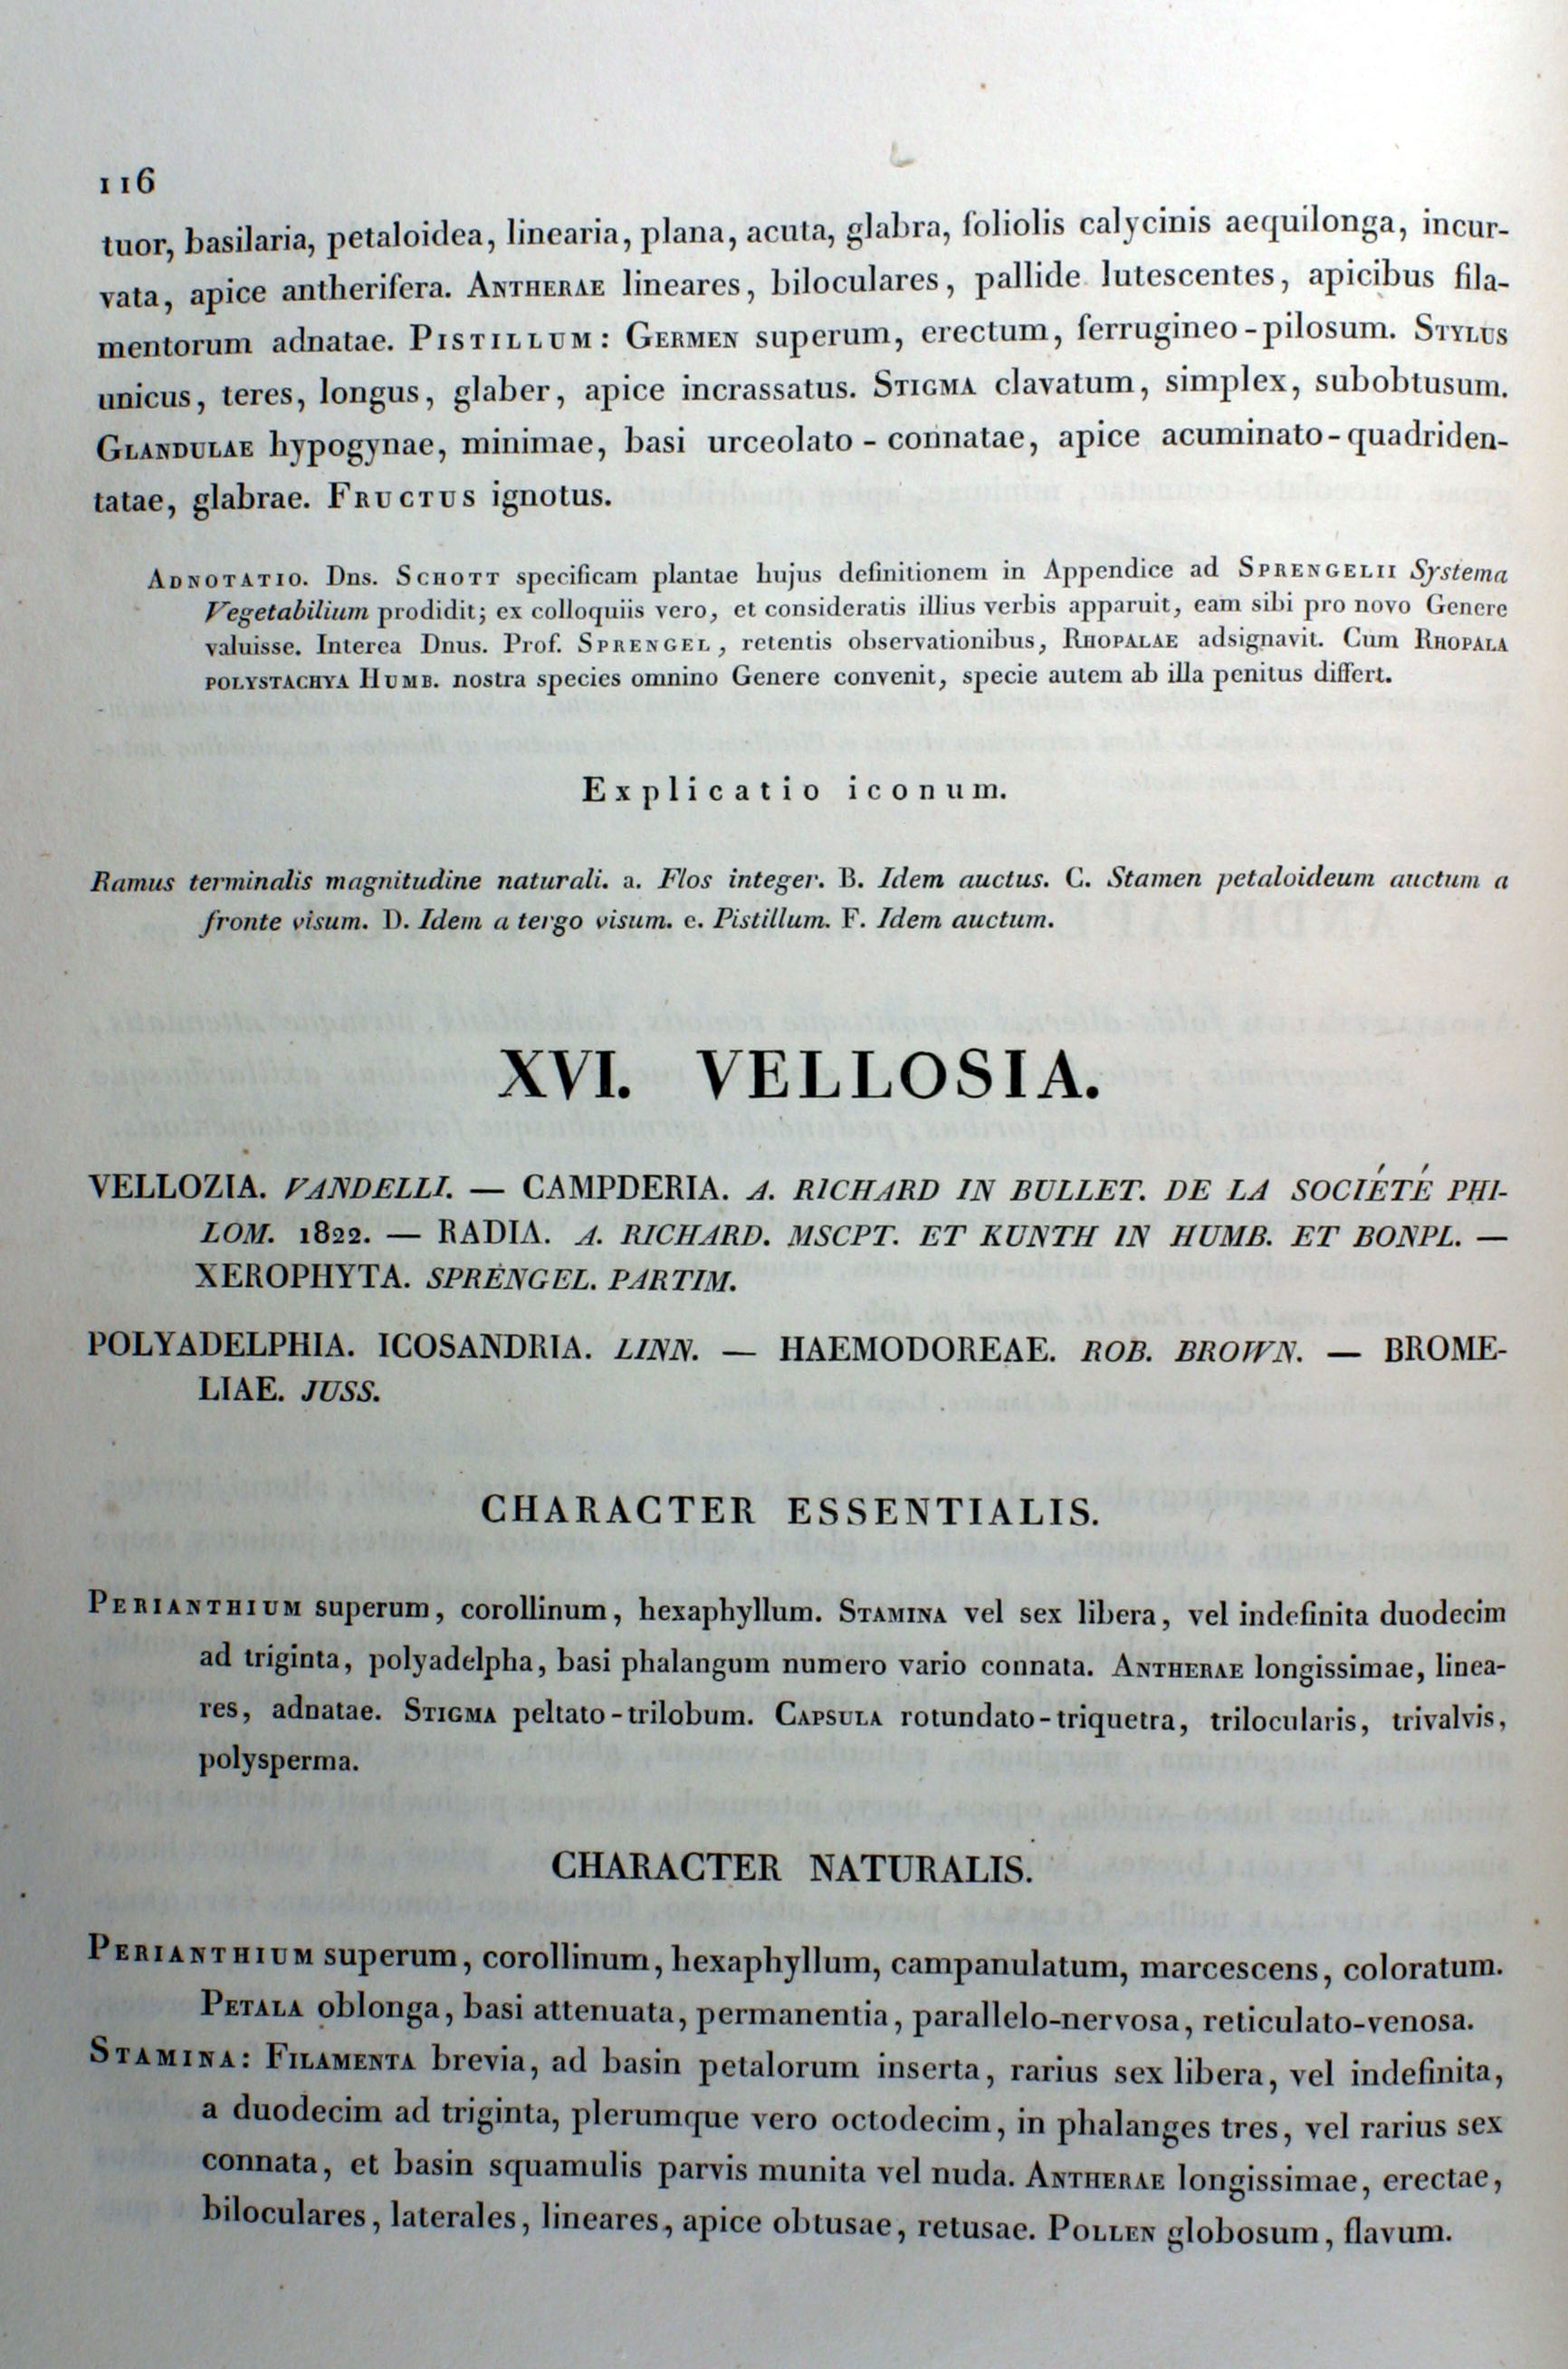 116
tuor, basilaria, petaloidea, linearia, plana, acuta, glabra, foliolis calycinis aequilonga, incur-
vata, apice antherifera. ANTHERAE lineares, biloculares, pallide lutescentes, apicibus fila-
mentorum adnatae. PISTILLUM: GERMEN superum, erectum, ferrugineo-pilosum. STYLUS
unicus, teres, longus, glaber, apice incrassatus. STIGMA clavatum, simplex, subobtusum.
GLANDULAE hypogynae, minimae, basi urceolato-connatae, apice acuminato-quadriden-
tatae, glabrae. FRUCTUS ignotus.
ADNOTATIO. Dns. SCHOTT specificam plantae hujus definitionem in Appendice ad SPRENGELII Systema
Vegetabilium prodidit; ex colloquiis vero, et consideratis illius verbis apparuit, eam sibi pro novo Genere
valuisse. Interea Dnus. Prof. SPRENGEL, retentis observationibus, RHOPALAE adsignavit. Cum RHOPALA
POLYSTACHYA HUMB. nostra species omnino Genere convenit, specie autem ab illa penitus differt.
Explicatio iconum.
Ramus terminalis magnitudine naturali. a. Flos integer. B. Idem auctus. C. Stamen petaloideum auctum a
fronte visum. D. Idem a tergo visum. e. Pistillum. F. Idem auctum.
XVI. VELLOSIA.
VELLOZIA. VANDELLI. — CAMPDERIA. A. RICHARD IN BULLET. DE LA SOCIÉTÉ PHI-
LOM. 1822. — RADIA. A. RICHARD. MSCPT. ET KUNTH IN HUMB. ET BONPL. —
XEROPHYTA. SPRENGEL. PARTIM.
POLYADELPHIA. ICOSANDRIA. LINN. — HAEMODOREAE. ROB. BROWN. — BROME-
LIAE. JUSS.
CHARACTER ESSENTIALIS.
PERIANTHIUM superum, corollinum, hexaphyllum. STAMINA vel sex libera, vel indefinita duodecim
ad triginta, polyadelpha, basi phalangum numero vario connata. ANTHERAE longissimae, linea-
res, adnatae. STIGMA peltato-trilobum. CAPSULA rotundato-triquetra, trilocularis, trivalvis,
polysperma.
CHARACTER NATURALIS.
PERIANTHIUM superum, corollinum, hexaphyllum, campanulatum, marcescens, coloratum.
PETALA oblonga, basi attenuata, permanentia, parallelo-nervosa, reticulato-venosa.
STAMINA: FILAMENTA brevia, ad basin petalorum inserta, rarius sex libera, vel indefinita,
a duodecim ad triginta, plerumque vero octodecim, in phalanges tres, vel rarius sex
connata, et basin squamulis parvis munita vel nuda. ANTHERAE longissimae, erectae,
biloculares, laterales, lineares, apice obtusae, retusae. POLLEN globosum, flavum.